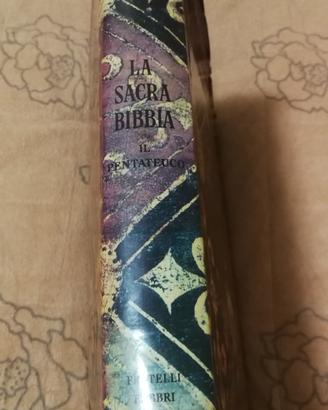 LA
SACRA
BIBBIA
IL
PENTATEUCO
FRATELLI
FABBRI